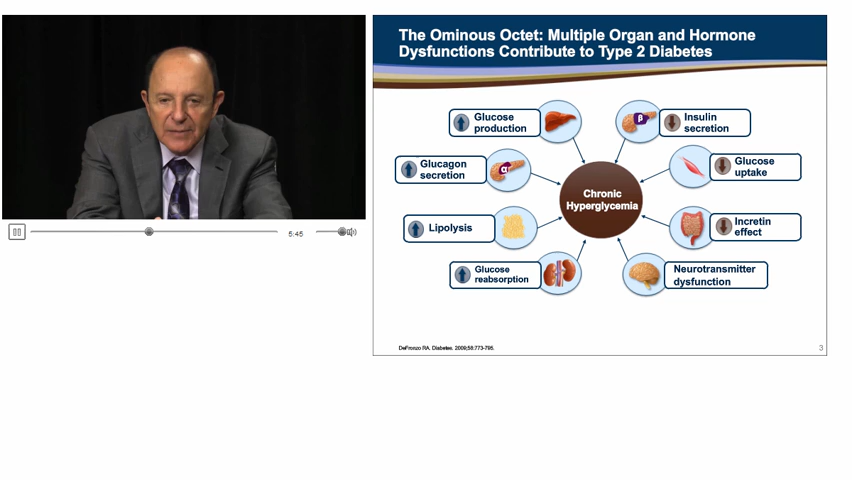 The Ominous Octet: Multiple Organ and Hormone
Dysfunctions Contribute to Type 2 Diabetes
Glucose
production
β
Insulin
secretion
Glucagon
secretion
α
Glucose
uptake
Chronic
Hyperglycemia
Lipolysis
Incretin
effect
Glucose
reabsorption
Neurotransmitter
dysfunction
5:45
DeFronzo RA. Diabetes. 2009;58:773-795.
3